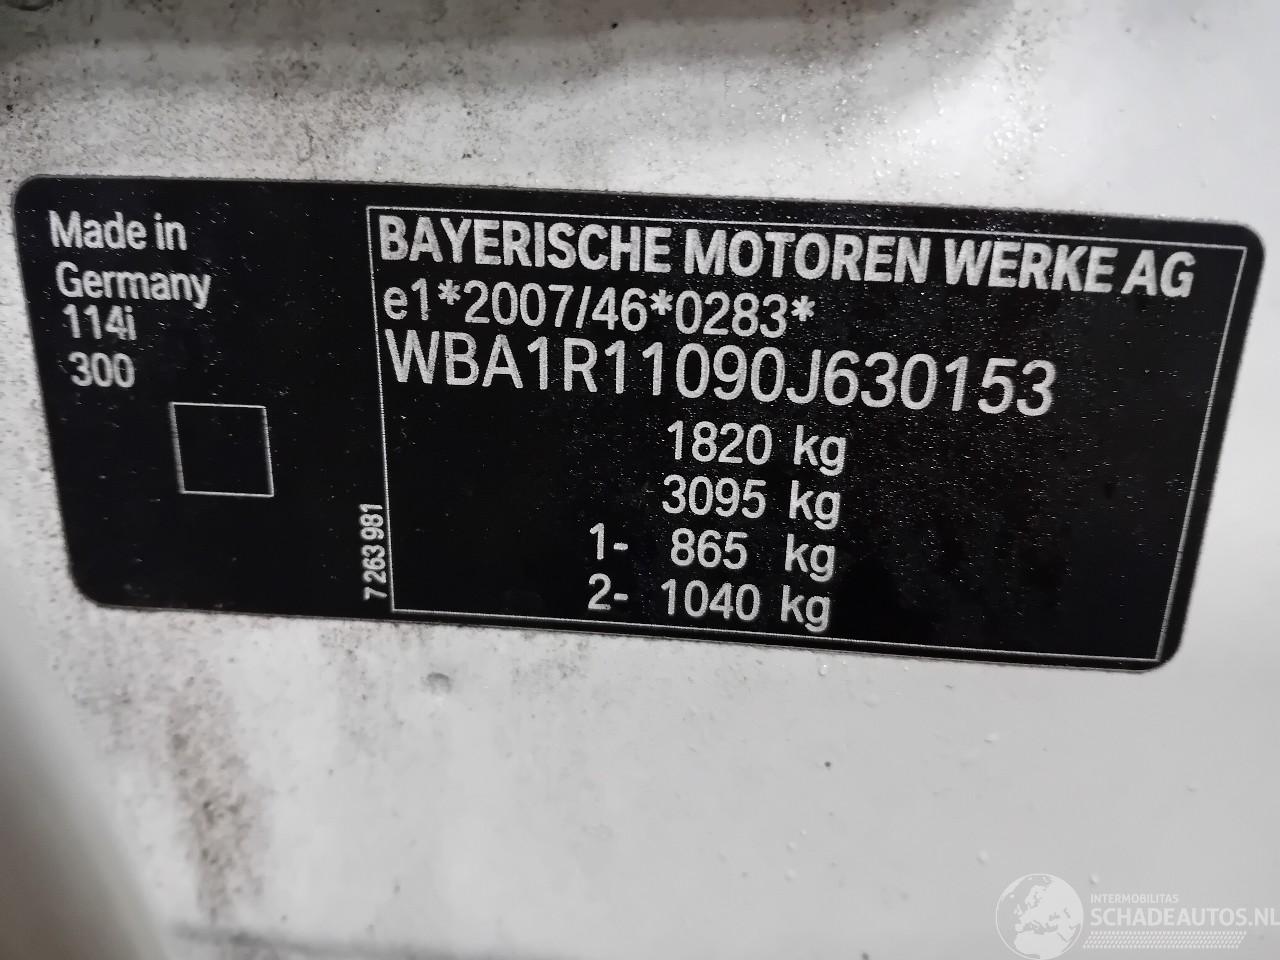 Made in
Germany
114i
300
7 263 981
BAYERISCHE MOTOREN WERKE AG
e1*2007/46*0283*
WBA1R11090J630153
1820 kg
3095 kg
1- 865 kg
2- 1040 kg
INTERMOBILITAS
SCHADEAUTOS.NL